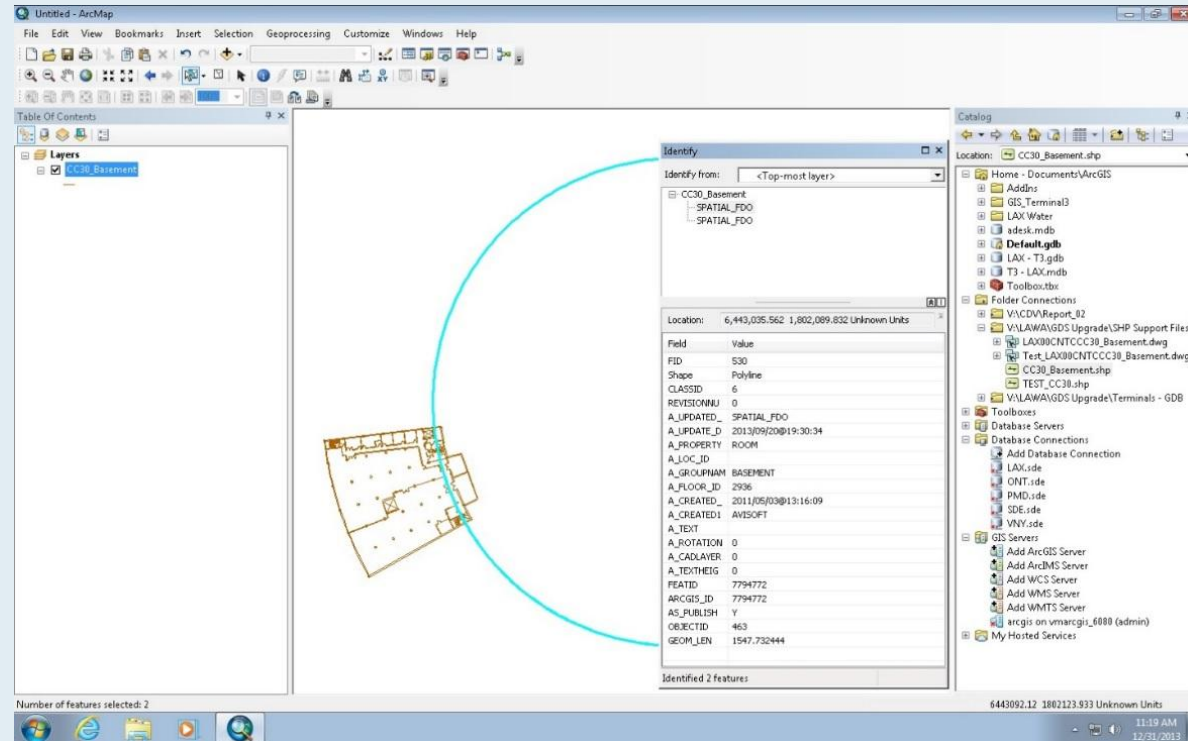 Untitled - ArcMap
File Edit View Bookmarks Insert Selection Geoprocessing Customize Windows Help
Table Of Contents
Layers
CC30_Basement
Identify
Identify from: <Top-most layer>
CC30_Basement
SPATIAL_FDO
SPATIAL_FDO
Location: 6,443,035.562 1,802,089.832 Unknown Units
Field Value
FID 530
Shape Polyline
CLASSID 6
REVISIONNU 0
A_UPDATED_ SPATIAL_FDO
A_UPDATE_D 2013/09/20@19:30:34
A_PROPERTY ROOM
A_LOC_ID
A_GROUPNAM BASEMENT
A_FLOOR_ID 2936
A_CREATED_ 2011/05/03@13:16:09
A_CREATED1 AVISOFT
A_TEXT
A_ROTATION 0
A_CADLAYER 0
A_TEXTHEIG 0
FEATID 7794772
ARCGIS_ID 7794772
AS_PUBLISH Y
OBJECTID 463
GEOM_LEN 1547.732444
Identified 2 features
Catalog
Location: CC30_Basement.shp
Home - Documents\ArcGIS
AddIns
GIS_Terminal3
LAX Water
adesk.mdb
Default.gdb
LAX - T3.gdb
T3 - LAX.mdb
Toolbox.tbx
Folder Connections
V:\CDV\Report_02
V:\LAWA\GDS Upgrade\SHP Support Files
LAX00CNTCCC30_Basement.dwg
Test_LAX00CNTCCC30_Basement.dwg
CC30_Basement.shp
TEST_CC30.shp
V:\LAWA\GDS Upgrade\Terminals - GDB
Toolboxes
Database Servers
Database Connections
Add Database Connection
LAX.sde
ONT.sde
PMD.sde
SDE.sde
VNY.sde
GIS Servers
Add ArcGIS Server
Add ArcIMS Server
Add WCS Server
Add WMS Server
Add WMTS Server
arcgis on vmarcgis_6080 (admin)
My Hosted Services
Number of features selected: 2
6443092.12 1802123.933 Unknown Units
11:19 AM
12/31/2013